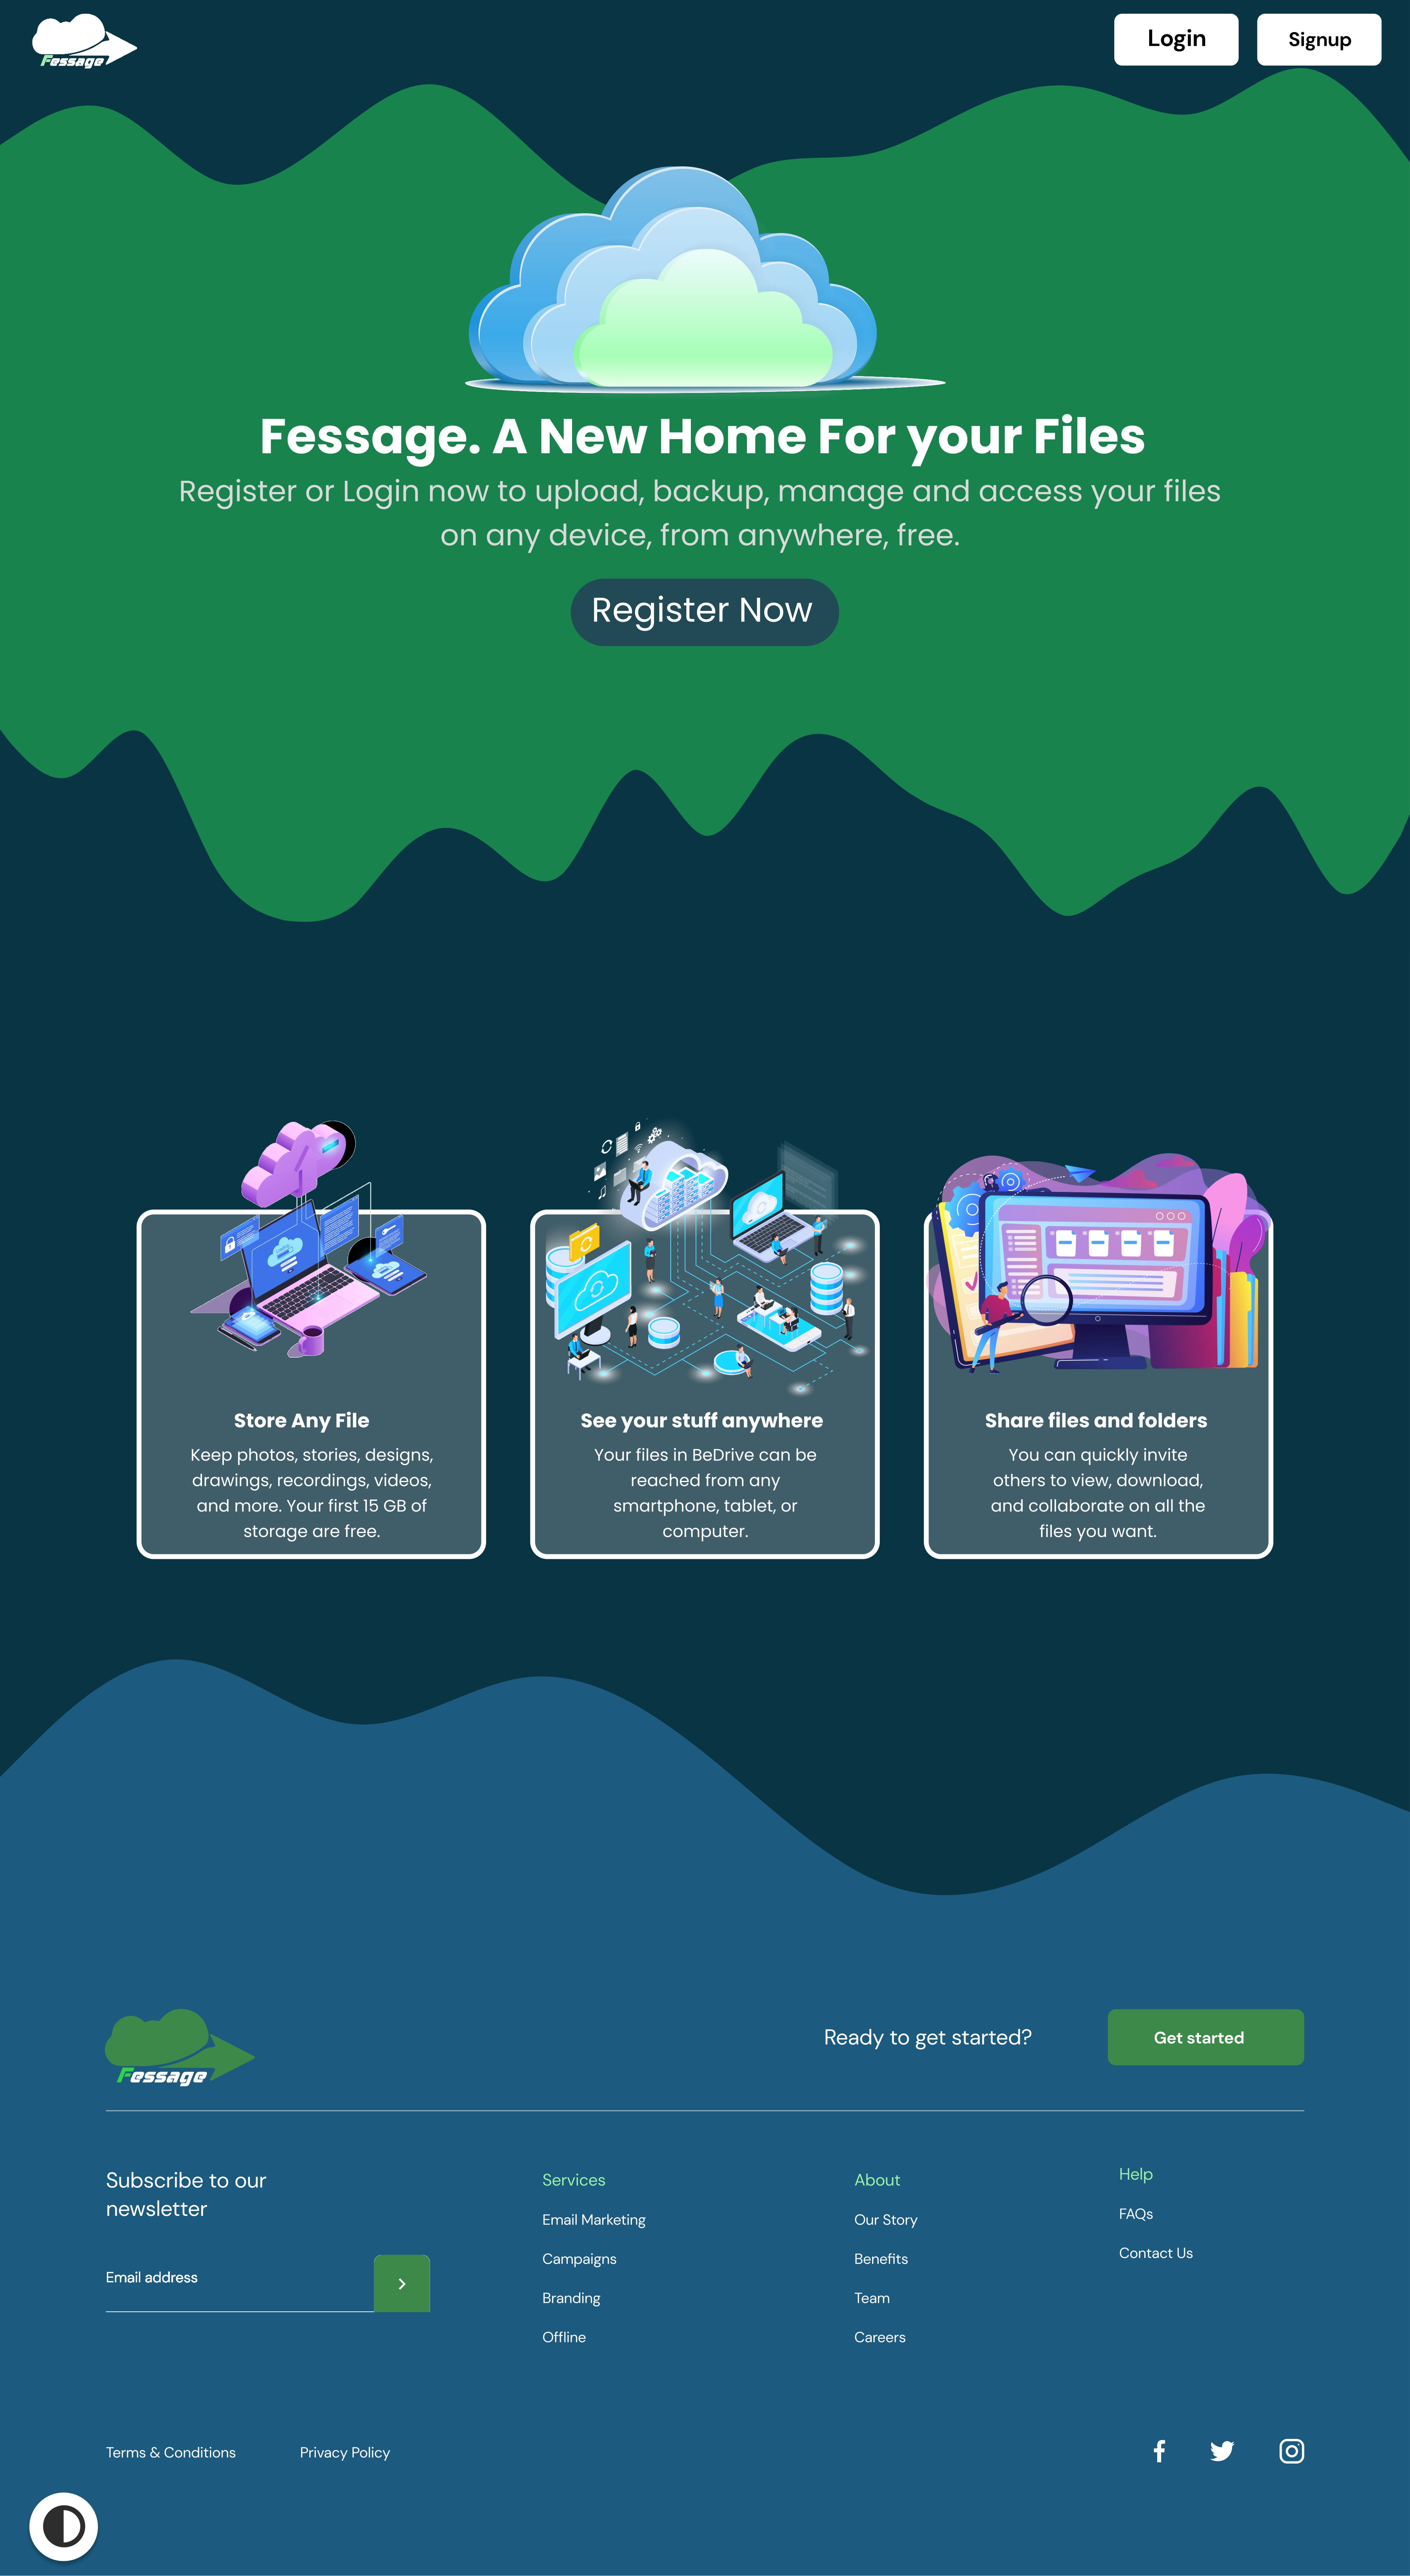 Fessage
Login
Signup
Fessage. A New Home For your Files
Register or Login now to upload, backup, manage and access your files
on any device, from anywhere, free.
Register Now
Store Any File
Keep photos, stories, designs,
drawings, recordings, videos,
and more. Your first 15 GB of
storage are free.
See your stuff anywhere
Your files in BeDrive can be
reached from any
smartphone, tablet, or
computer.
Share files and folders
You can quickly invite
others to view, download,
and collaborate on all the
files you want.
Fessage
Ready to get started?
Get started
Subscribe to our
newsletter
Email address
Services
Email Marketing
Campaigns
Branding
Offline
About
Our Story
Benefits
Team
Careers
Help
FAQs
Contact Us
Terms & Conditions
Privacy Policy